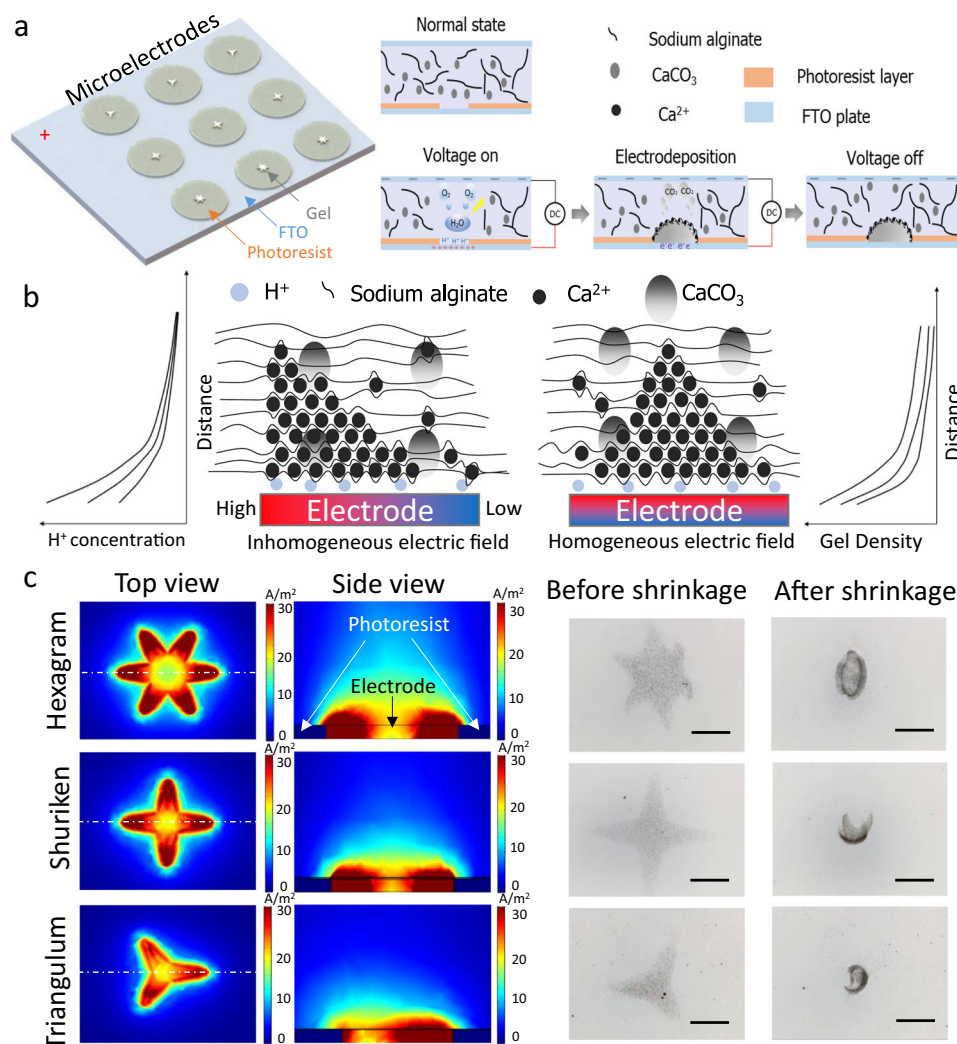 a
Microelectrodes
+
Gel
FTO
Photoresist
Normal state
Sodium alginate
CaCO₃
Ca²⁺
Photoresist layer
FTO plate
Voltage on
Electrodeposition
Voltage off
O₂ O₂
H₂O
H⁺ H⁺ H⁺
DC
CO₂ CO₂
e⁻ e⁻ e⁻ e
DC
b
H⁺
Sodium alginate
Ca²⁺
CaCO₃
Distance
H⁺ concentration
High
Electrode
Low
Inhomogeneous electric field
Electrode
Homogeneous electric field
Distance
Gel Density
c
Top view
Side view
Before shrinkage
After shrinkage
Hexagram
A/m²
30
20
10
0
Photoresist
Electrode
A/m²
30
20
10
0
Shuriken
A/m²
30
20
10
0
A/m²
30
20
10
0
Triangulum
A/m²
30
20
10
0
A/m²
30
20
10
0